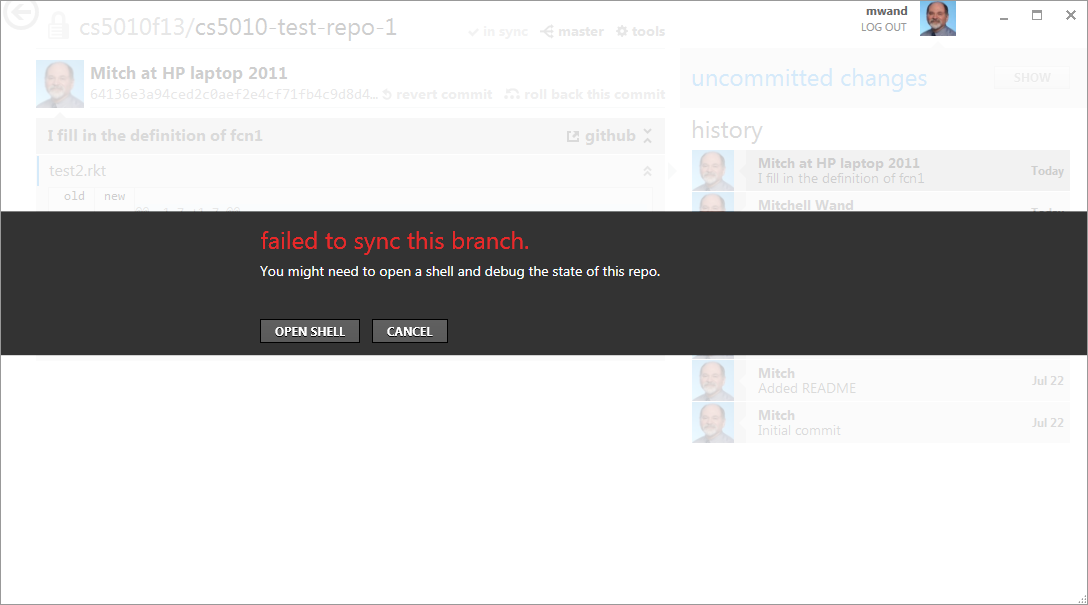 cs5010f13/cs5010-test-repo-1
in sync
master
tools
mwand
LOG OUT
Mitch at HP laptop 2011
64136e3a94ced2c0aef2e4cf71fb4c9d8d4...
revert commit
roll back this commit
I fill in the definition of fcn1
github
test2.rkt
old new
uncommitted changes
SHOW
history
Mitch at HP laptop 2011
I fill in the definition of fcn1
Today
Mitchell Wand
failed to sync this branch.
You might need to open a shell and debug the state of this repo.
OPEN SHELL
CANCEL
Mitch
Added README
Jul 22
Mitch
Initial commit
Jul 22